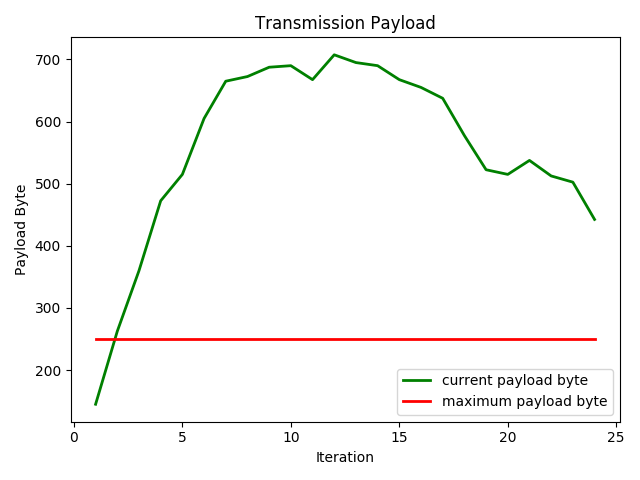 Transmission Payload
Payload Byte
700
600
500
400
300
200
0
5
10
15
20
25
Iteration
current payload byte
maximum payload byte